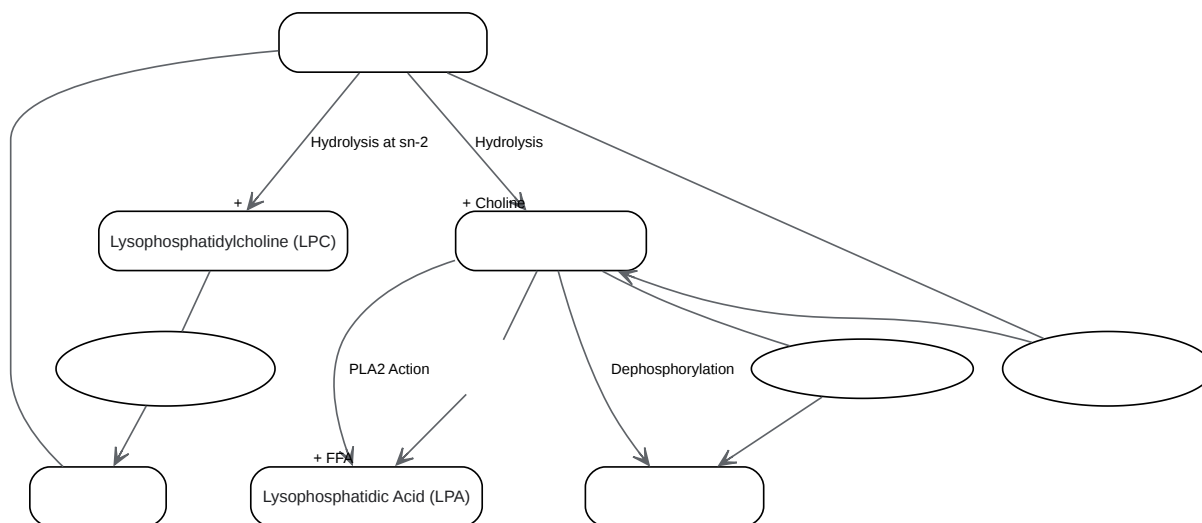 Hydrolysis at sn-2
Hydrolysis
+
+ Choline
Lysophosphatidylcholine (LPC)
PLA2 Action
Dephosphorylation
+ FFA
Lysophosphatidic Acid (LPA)